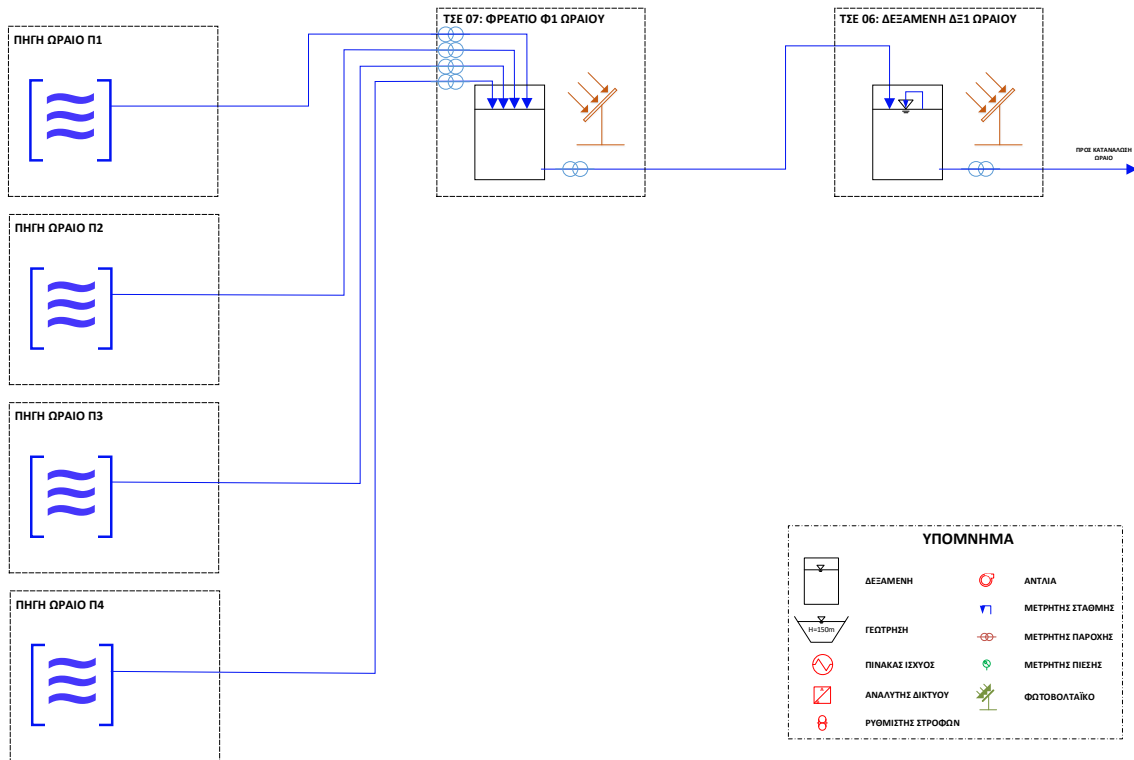 ΠΗΓΗ ΩΡΑΙΟ Π1
ΤΣΕ 07: ΦΡΕΑΤΙΟ Φ1 ΩΡΑΙΟΥ
ΤΣΕ 06: ΔΕΞΑΜΕΝΗ ΔΞ1 ΩΡΑΙΟΥ
ΠΡΟΣ ΚΑΤΑΝΑΛΩΣΗ
ΩΡΑΙΟ
ΠΗΓΗ ΩΡΑΙΟ Π2
ΠΗΓΗ ΩΡΑΙΟ Π3
ΠΗΓΗ ΩΡΑΙΟ Π4
ΥΠΟΜΝΗΜΑ
ΔΕΞΑΜΕΝΗ
H=150m
ΓΕΩΤΡΗΣΗ
ΠΙΝΑΚΑΣ ΙΣΧΥΟΣ
ΑΝΑΛΥΤΗΣ ΔΙΚΤΥΟΥ
ΡΥΘΜΙΣΤΗΣ ΣΤΡΟΦΩΝ
ΑΝΤΛΙΑ
ΜΕΤΡΗΤΗΣ ΣΤΑΘΜΗΣ
ΜΕΤΡΗΤΗΣ ΠΑΡΟΧΗΣ
ΜΕΤΡΗΤΗΣ ΠΙΕΣΗΣ
ΦΩΤΟΒΟΛΤΑΪΚΟ